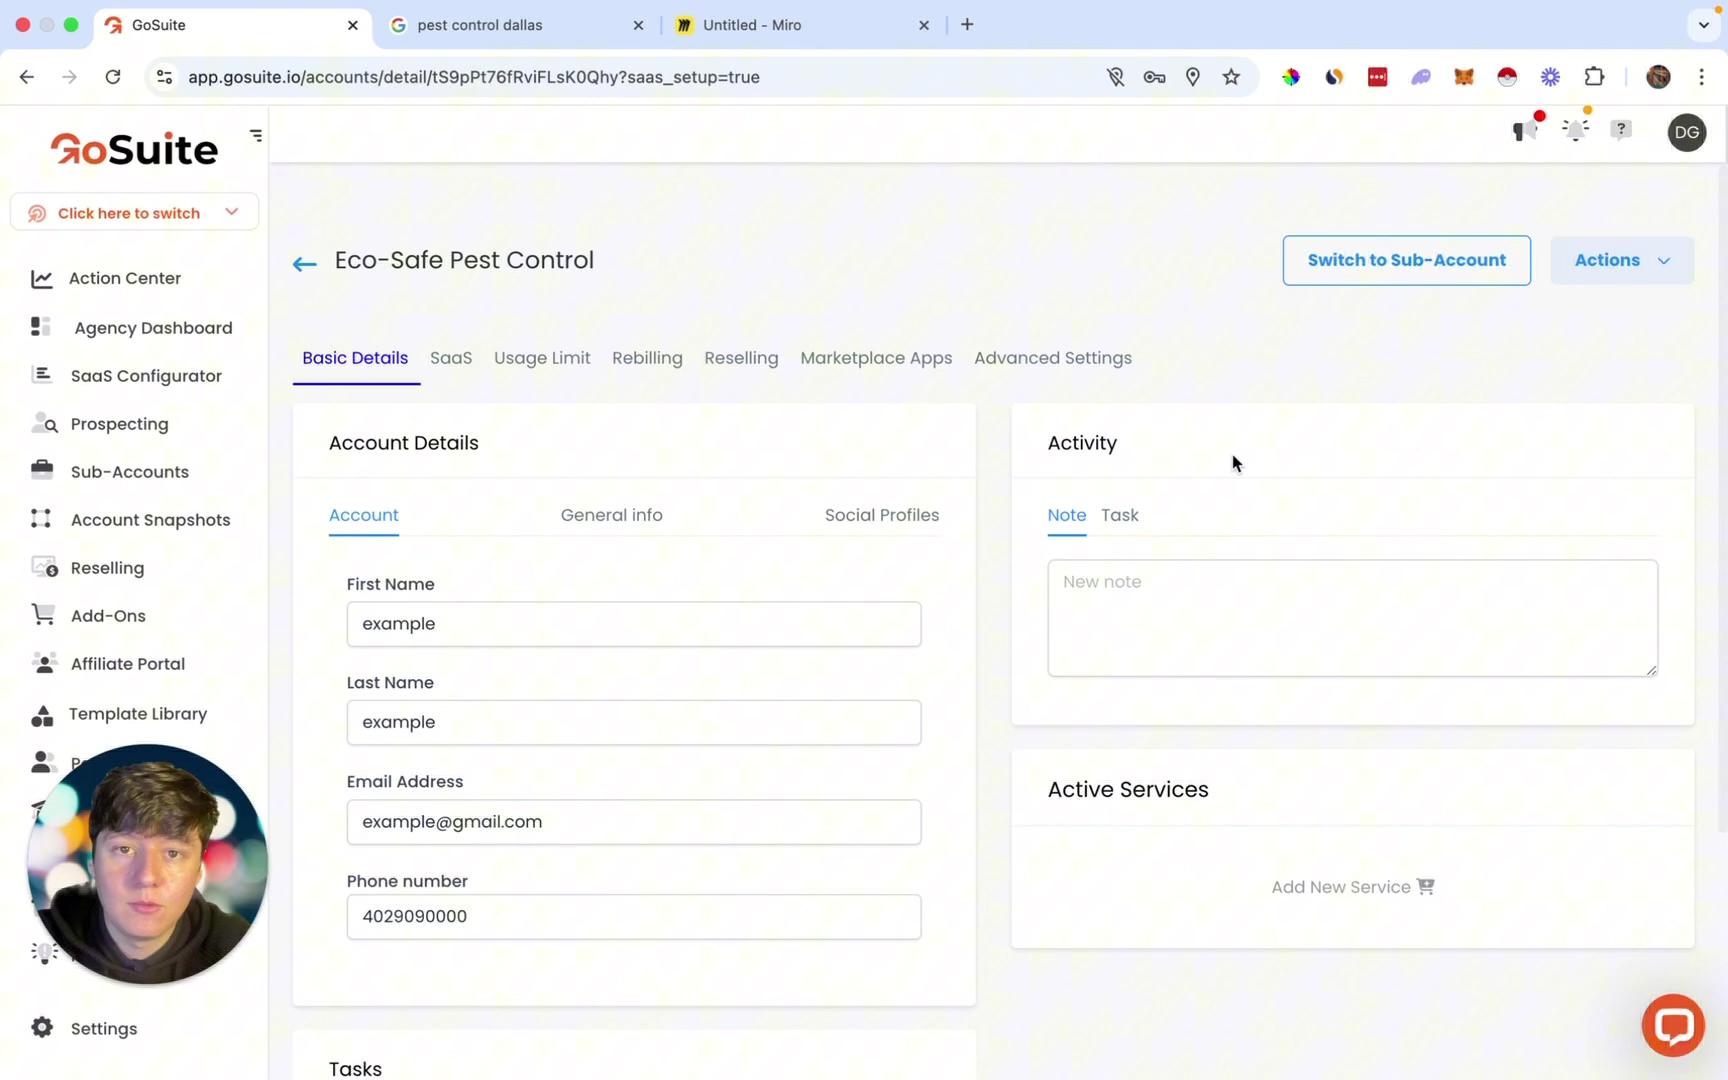 GoSuite
pest control dallas
Untitled - Miro
app.gosuite.io/accounts/detail/tS9pPt76fRviFLsK0Qhy?saas_setup=true
GoSuite
DG
Click here to switch
Action Center
Agency Dashboard
SaaS Configurator
Prospecting
Sub-Accounts
Account Snapshots
Reselling
Add-Ons
Affiliate Portal
Template Library
Settings
Eco-Safe Pest Control
Switch to Sub-Account
Actions
Basic Details
SaaS
Usage Limit
Rebilling
Reselling
Marketplace Apps
Advanced Settings
Account Details
Account
General info
Social Profiles
First Name
example
Last Name
example
Email Address
example@gmail.com
Phone number
4029090000
Tasks
Activity
Note
Task
New note
Active Services
Add New Service